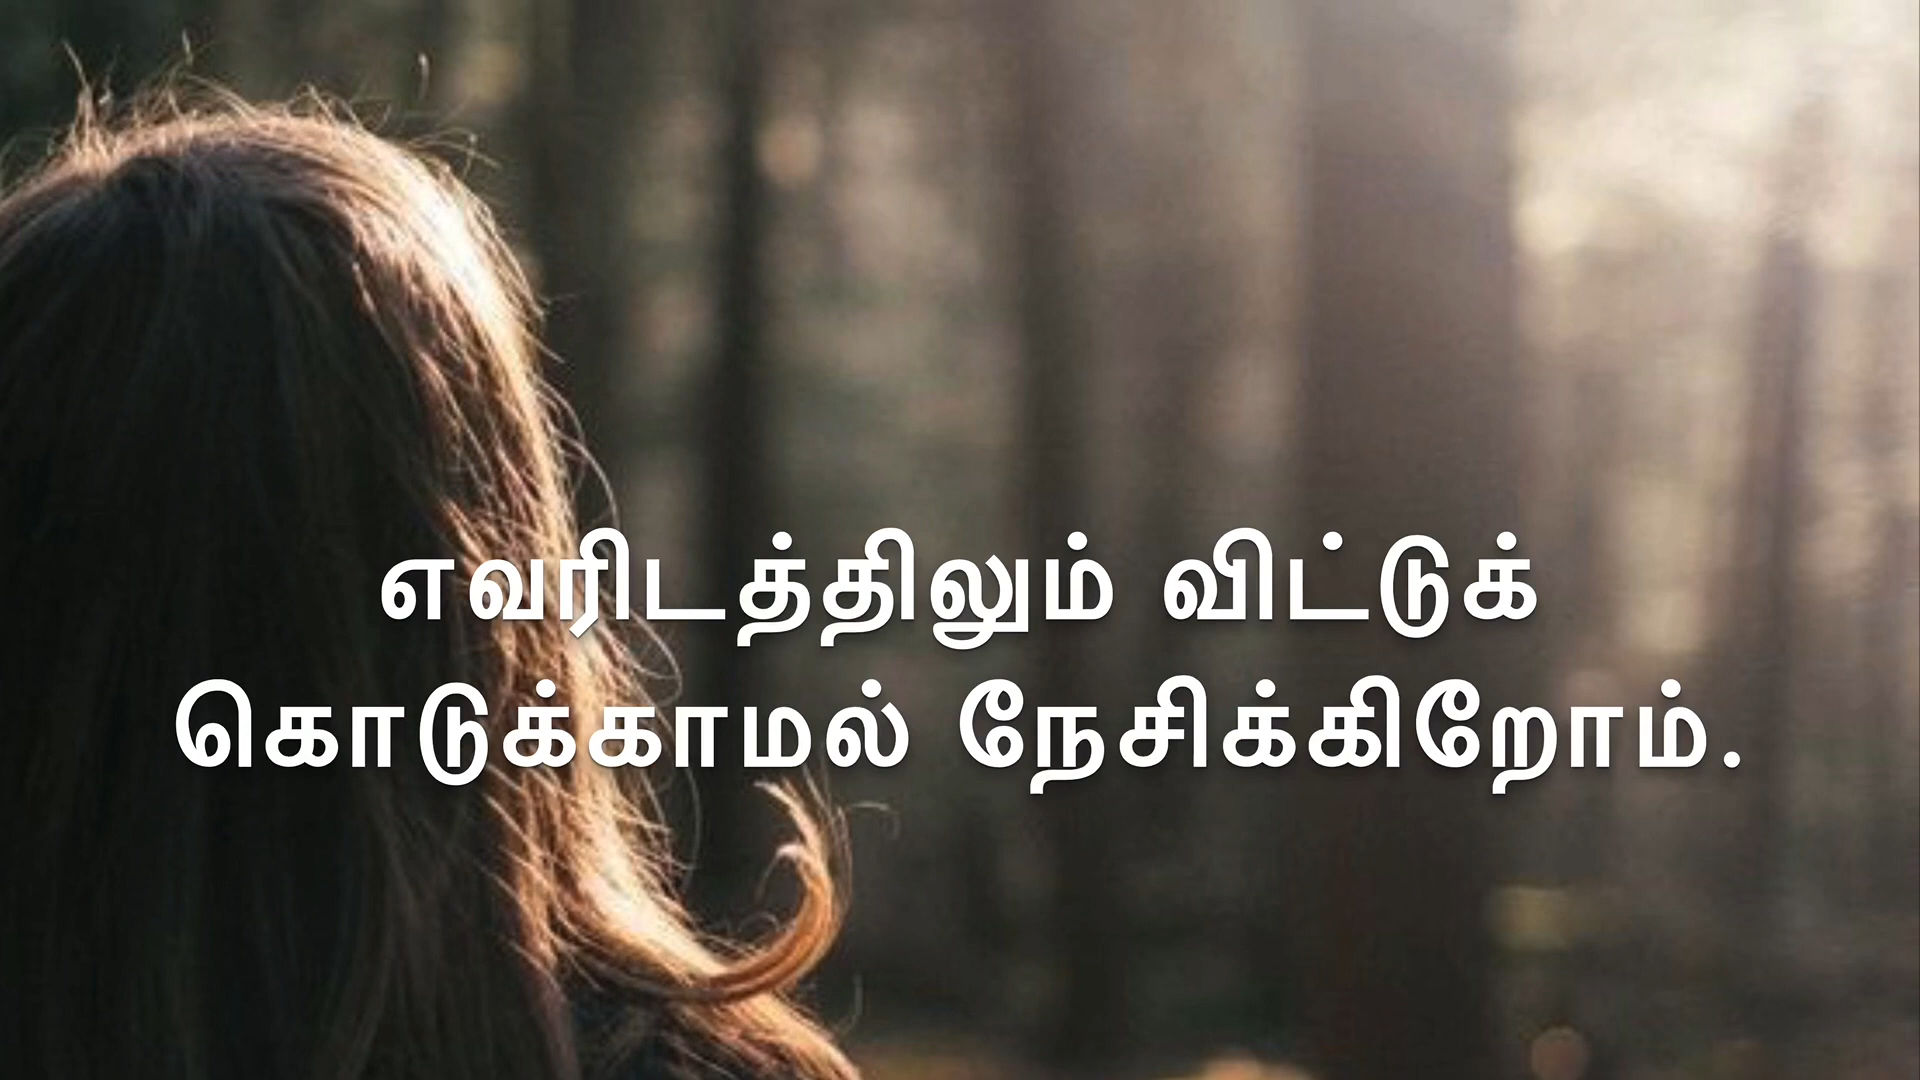 எவரிடத்திலும் விட்டுக்
கொடுக்காமல் நேசிக்கிறோம்.